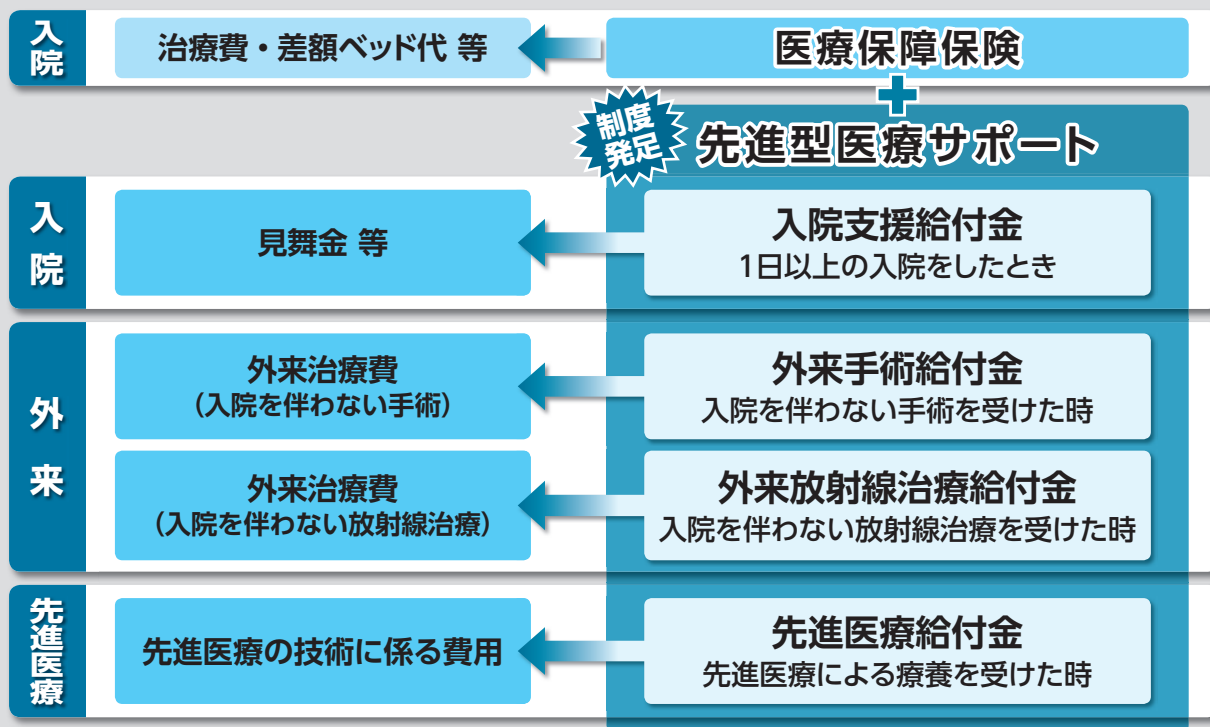 入院
治療費・差額ベッド代 等
医療保障保険
+
制度
発足
先進型医療サポート
入院
見舞金 等
入院支援給付金
1日以上の入院をしたとき
外来
外来治療費
（入院を伴わない手術）
外来手術給付金
入院を伴わない手術を受けた時
外来治療費
（入院を伴わない放射線治療）
外来放射線治療給付金
入院を伴わない放射線治療を受けた時
先進医療
先進医療の技術に係る費用
先進医療給付金
先進医療による療養を受けた時